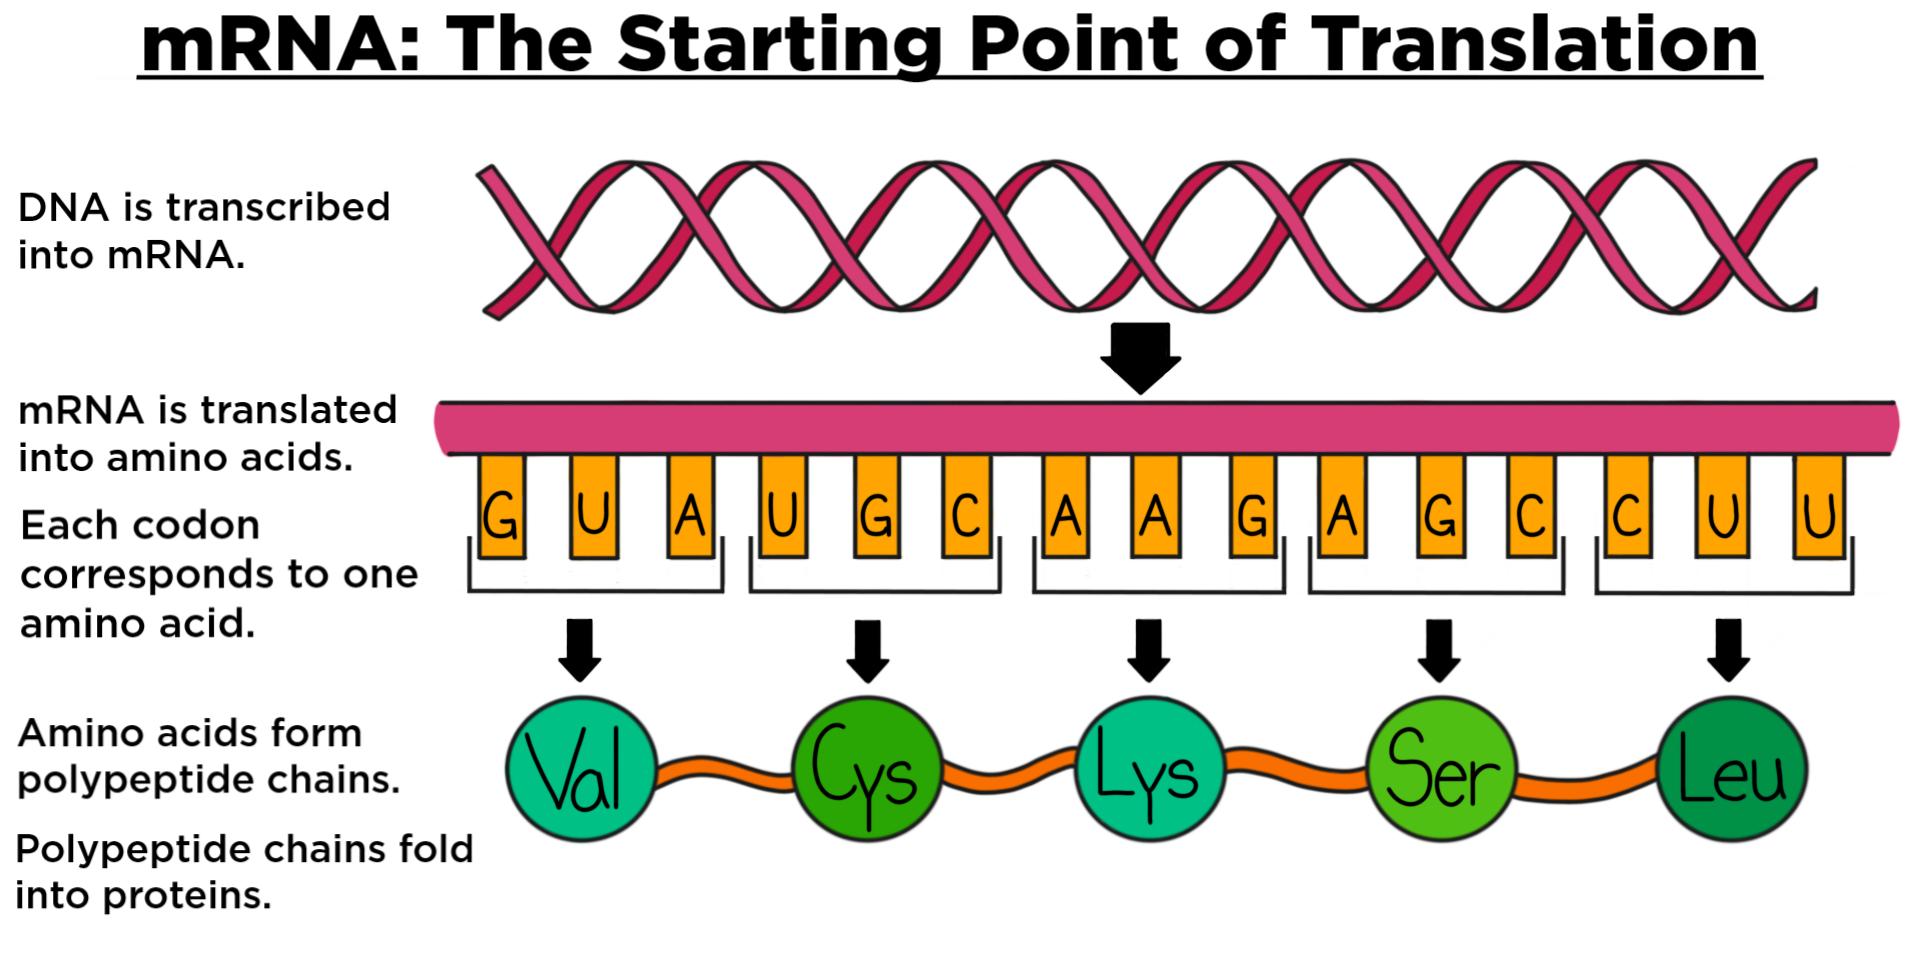 mRNA: The Starting Point of Translation
DNA is transcribed
into mRNA.
mRNA is translated
into amino acids.
G U A U G C A A G A G C C U U
Each codon
corresponds to one
amino acid.
Amino acids form
polypeptide chains.
Val Cys Lys Ser Leu
Polypeptide chains fold
into proteins.